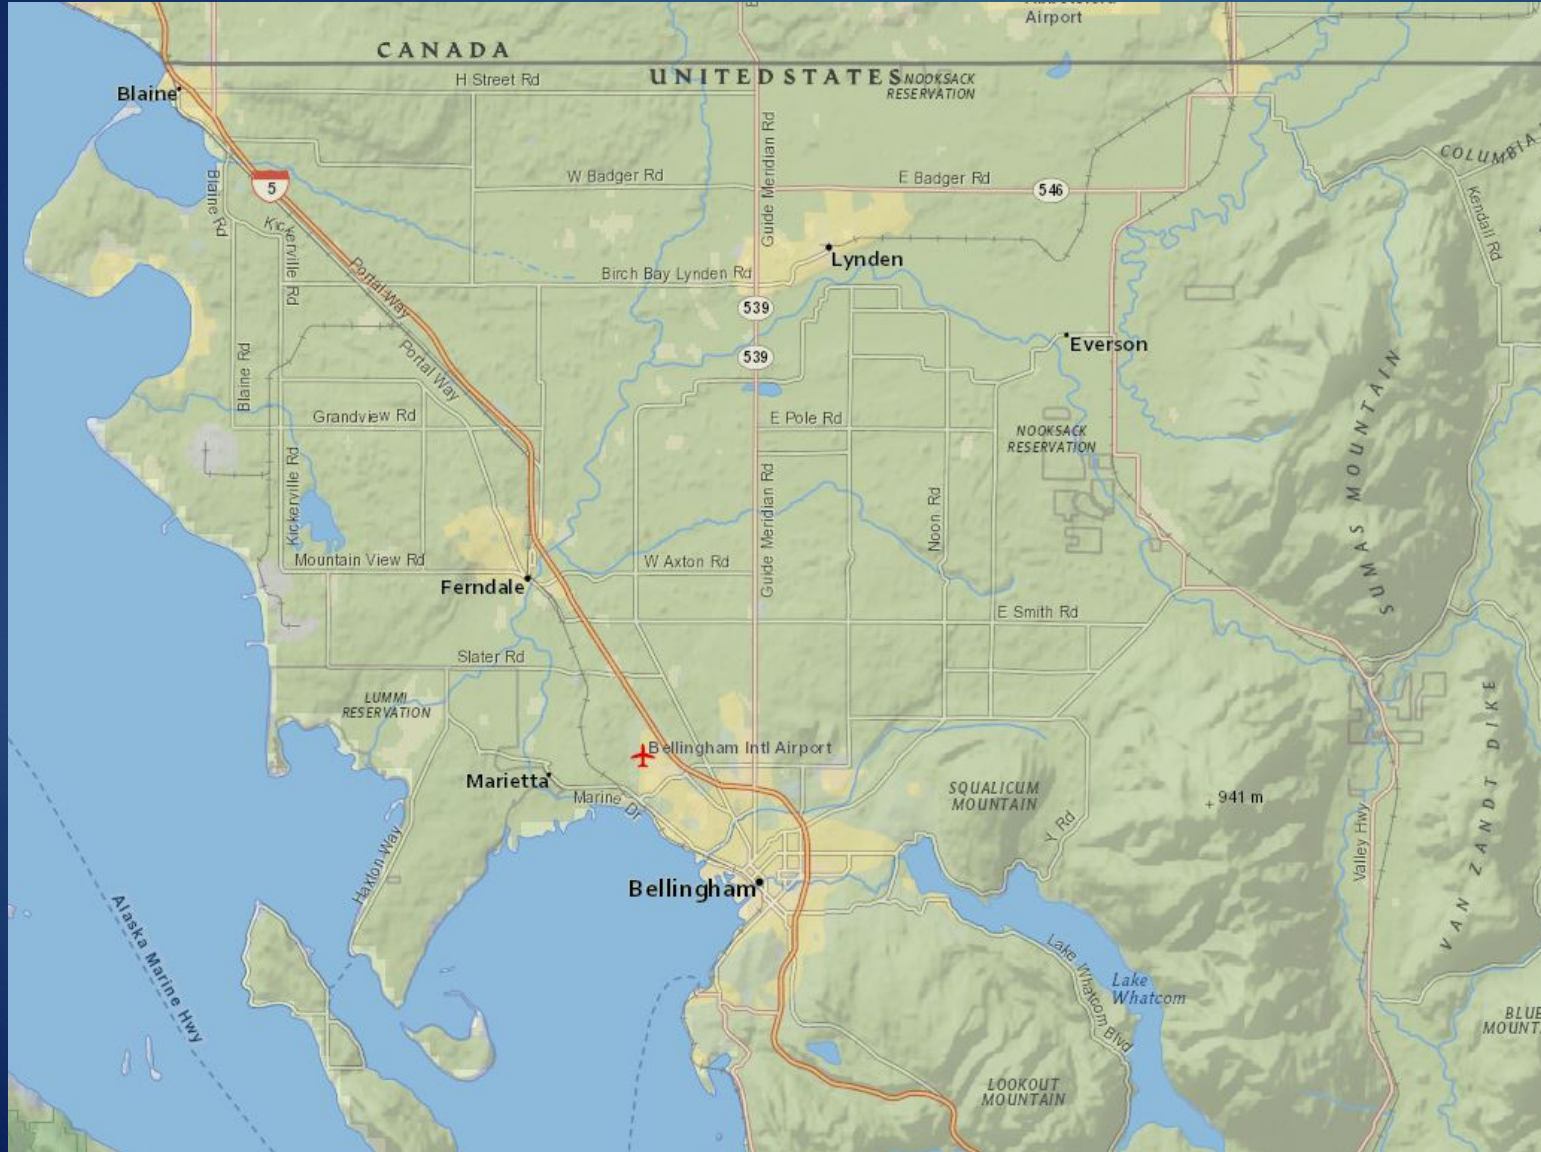 Airport
CANADA
UNITED STATES
NOOKSACK
RESERVATION
H Street Rd
Blaine
5
Blaine Rd
W Badger Rd
E Badger Rd
546
COLUMBIA
Kendall Rd
Guide Meridian Rd
Kickerville Rd
Portal Way
Lynden
Birch Bay Lynden Rd
539
Everson
539
Portal Way
Blaine Rd
Grandview Rd
E Pole Rd
NOOKSACK
RESERVATION
SUMAS MOUNTAIN
Kickerville Rd
Guide Meridian Rd
Noon Rd
Mountain View Rd
W Axton Rd
Ferndale
E Smith Rd
Slater Rd
LUMMI
RESERVATION
Bellingham Intl Airport
Marietta
Marine Dr
SQUALICUM
MOUNTAIN
941 m
Y Rd
Valley Hwy
VAN ZANDT DIKE
Haxton Way
Bellingham
Alaska Marine Hwy
Lake Whatcom Blvd
Lake
Whatcom
BLUE
MOUNT
LOOKOUT
MOUNTAIN